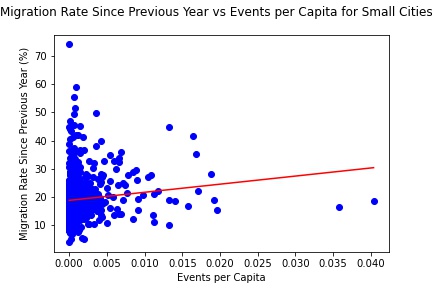 Migration Rate Since Previous Year vs Events per Capita for Small Cities
Migration Rate Since Previous Year (%)
70
60
50
40
30
20
10
0.000 0.005 0.010 0.015 0.020 0.025 0.030 0.035 0.040
Events per Capita